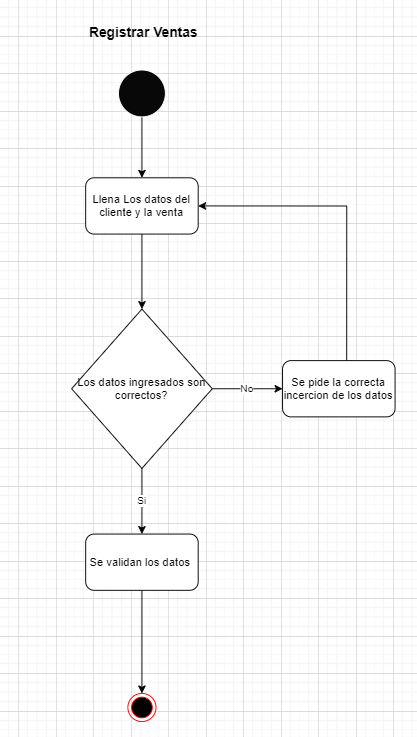 Registrar Ventas
Llena Los datos del
cliente y la venta
Los datos ingresados son
correctos?
No
Se pide la correcta
incercion de los datos
Si
Se validan los datos